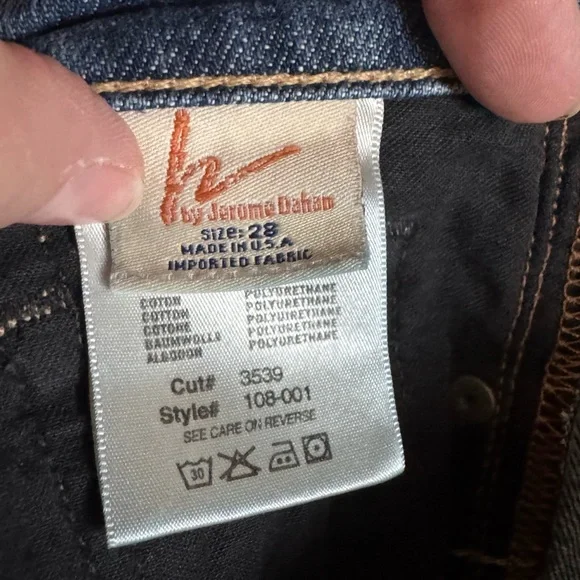 h
by Jerome Dahan
SIZE: 28
MADE IN U.S.A
IMPORTED FABRIC
COTON POLYURETHANE
COTTON POLYURETHANE
COTONE POLYURETHANE
BAUMWOLLE POLYURETHANE
ALGODON POLYURETHANE
Cut# 3539
Style# 108-001
SEE CARE ON REVERSE
30